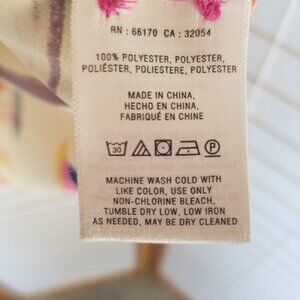 RN : 66170 CA : 32054
100% POLYESTER, POLYESTER,
POLIÉSTER, POLIESTERE, POLYESTER
MADE IN CHINA,
HECHO EN CHINA,
FABRIQUÉ EN CHINE
30 P
MACHINE WASH COLD WITH
LIKE COLOR, USE ONLY
NON-CHLORINE BLEACH,
TUMBLE DRY LOW, LOW IRON
AS NEEDED, MAY BE DRY CLEANED